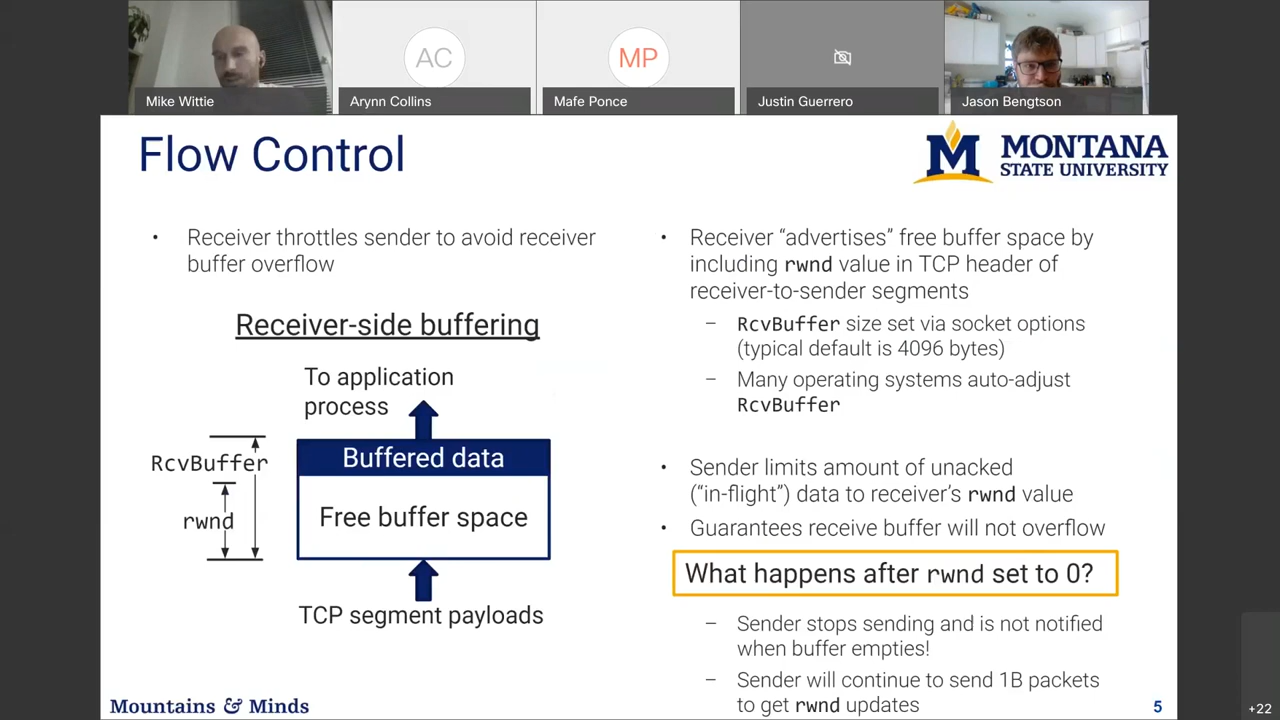 AC
MP
Mike Wittie
Arynn Collins
Mafe Ponce
Justin Guerrero
Jason Bengtson
Flow Control
M MONTANA
STATE UNIVERSITY
• Receiver throttles sender to avoid receiver
buffer overflow
Receiver-side buffering
To application
process
RcvBuffer
rwnd
Buffered data
Free buffer space
TCP segment payloads
• Receiver “advertises” free buffer space by
including rwnd value in TCP header of
receiver-to-sender segments
– RcvBuffer size set via socket options
(typical default is 4096 bytes)
– Many operating systems auto-adjust
RcvBuffer
• Sender limits amount of unacked
(“in-flight”) data to receiver’s rwnd value
• Guarantees receive buffer will not overflow
What happens after rwnd set to 0?
– Sender stops sending and is not notified
when buffer empties!
– Sender will continue to send 1B packets
to get rwnd updates
Mountains & Minds
5
+22